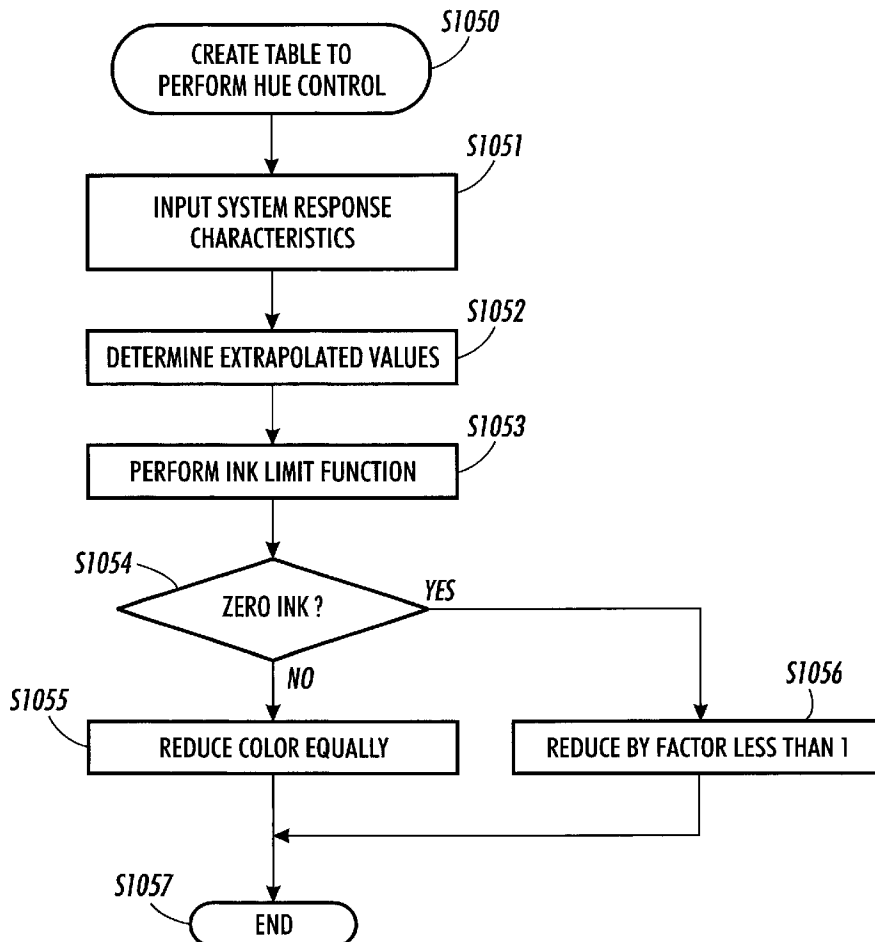 S1050
CREATE TABLE TO
PERFORM HUE CONTROL
S1051
INPUT SYSTEM RESPONSE
CHARACTERISTICS
S1052
DETERMINE EXTRAPOLATED VALUES
S1053
PERFORM INK LIMIT FUNCTION
S1054
ZERO INK ?
YES
NO
S1055
REDUCE COLOR EQUALLY
S1056
REDUCE BY FACTOR LESS THAN 1
S1057
END